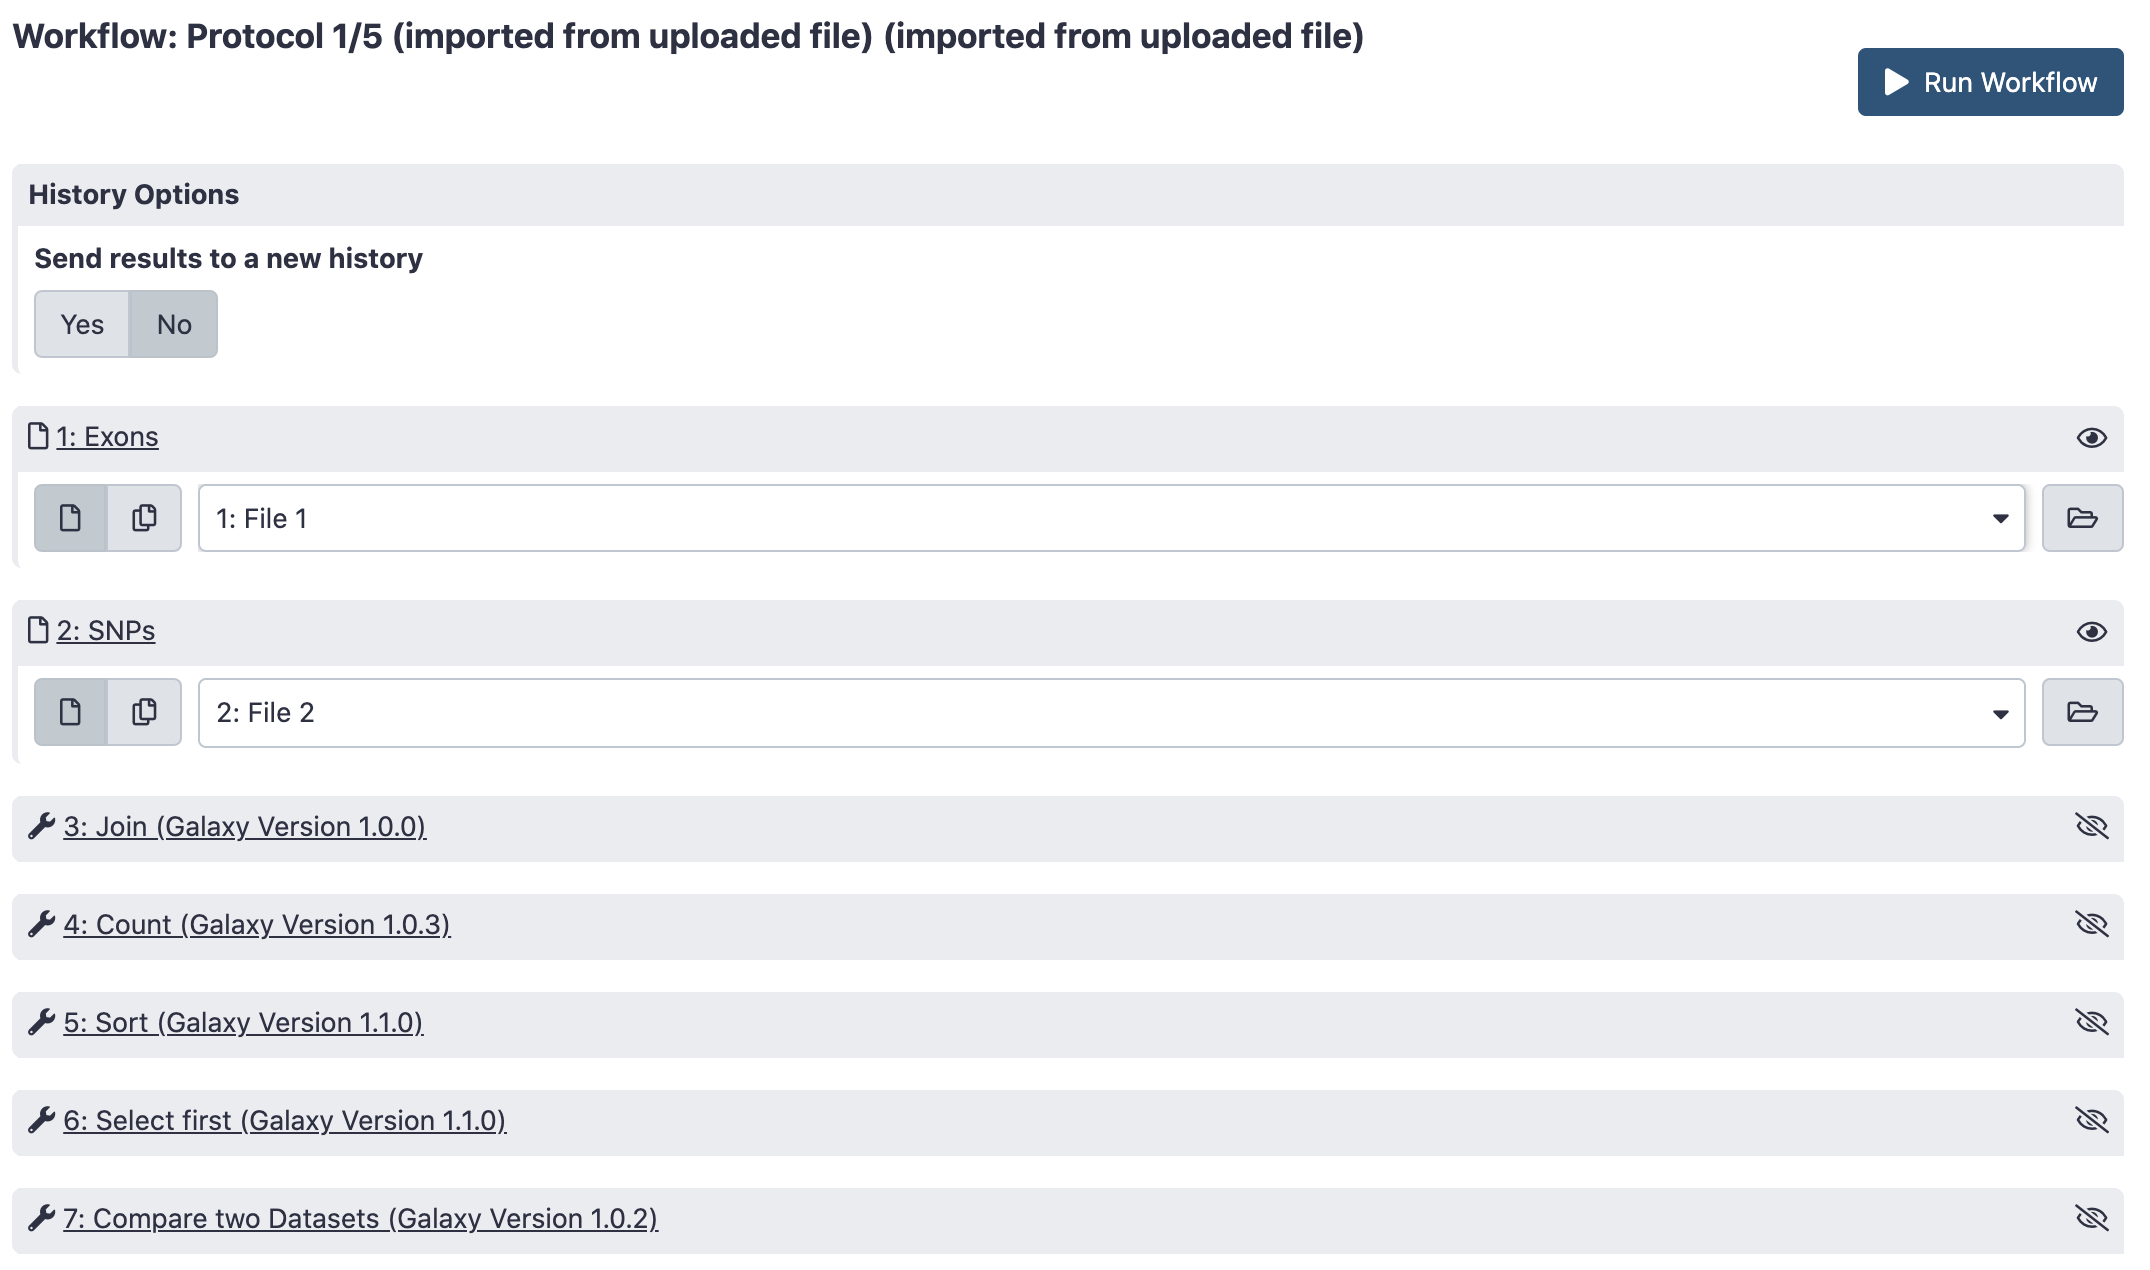 Workflow: Protocol 1/5 (imported from uploaded file) (imported from uploaded file)
Run Workflow
History Options
Send results to a new history
Yes No
1: Exons
1: File 1
2: SNPs
2: File 2
3: Join (Galaxy Version 1.0.0)
4: Count (Galaxy Version 1.0.3)
5: Sort (Galaxy Version 1.1.0)
6: Select first (Galaxy Version 1.1.0)
7: Compare two Datasets (Galaxy Version 1.0.2)